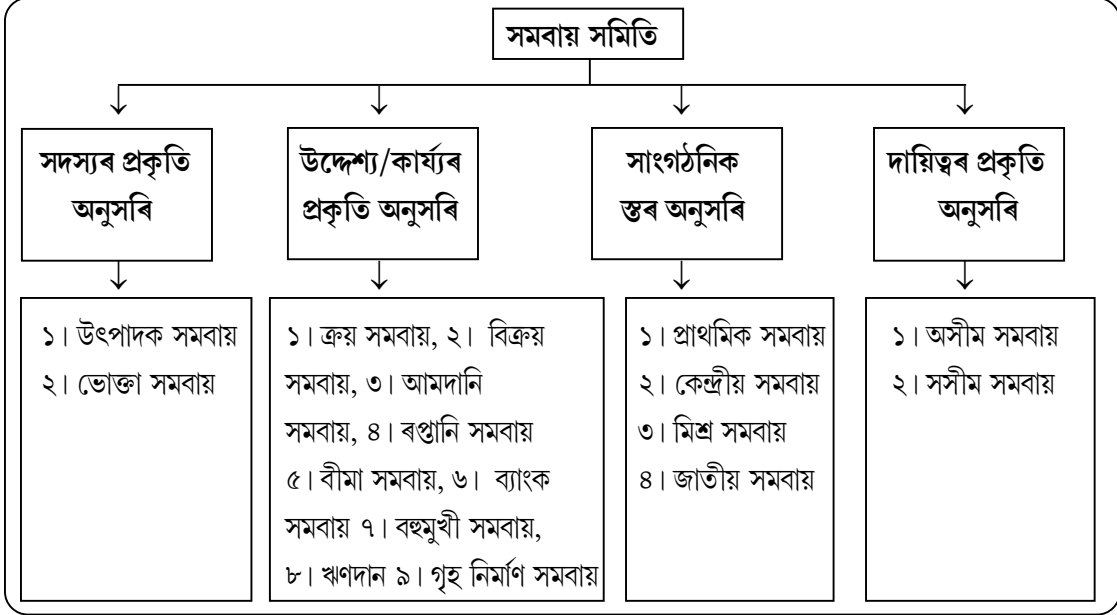 সমবায় সমিতি
সদস্যৰ প্ৰকৃতি
অনুসৰি
উদ্দেশ্য/কাৰ্য্যৰ
প্ৰকৃতি অনুসৰি
সাংগঠনিক
স্তৰ অনুসৰি
দায়িত্বৰ প্ৰকৃতি
অনুসৰি
১। উৎপাদক সমবায়
২। ভোক্তা সমবায়
১। ক্ৰয় সমবায়, ২। বিক্ৰয়
সমবায়, ৩। আমদানি
সমবায়, ৪। ৰপ্তানি সমবায়
৫। বীমা সমবায়, ৬। ব্যাংক
সমবায় ৭। বহুমুখী সমবায়,
৮। ঋণদান ৯। গৃহ নিৰ্মাণ সমবায়
১। প্ৰাথমিক সমবায়
২। কেন্দ্ৰীয় সমবায়
৩। মিশ্ৰ সমবায়
৪। জাতীয় সমবায়
১। অসীম সমবায়
২। সসীম সমবায়